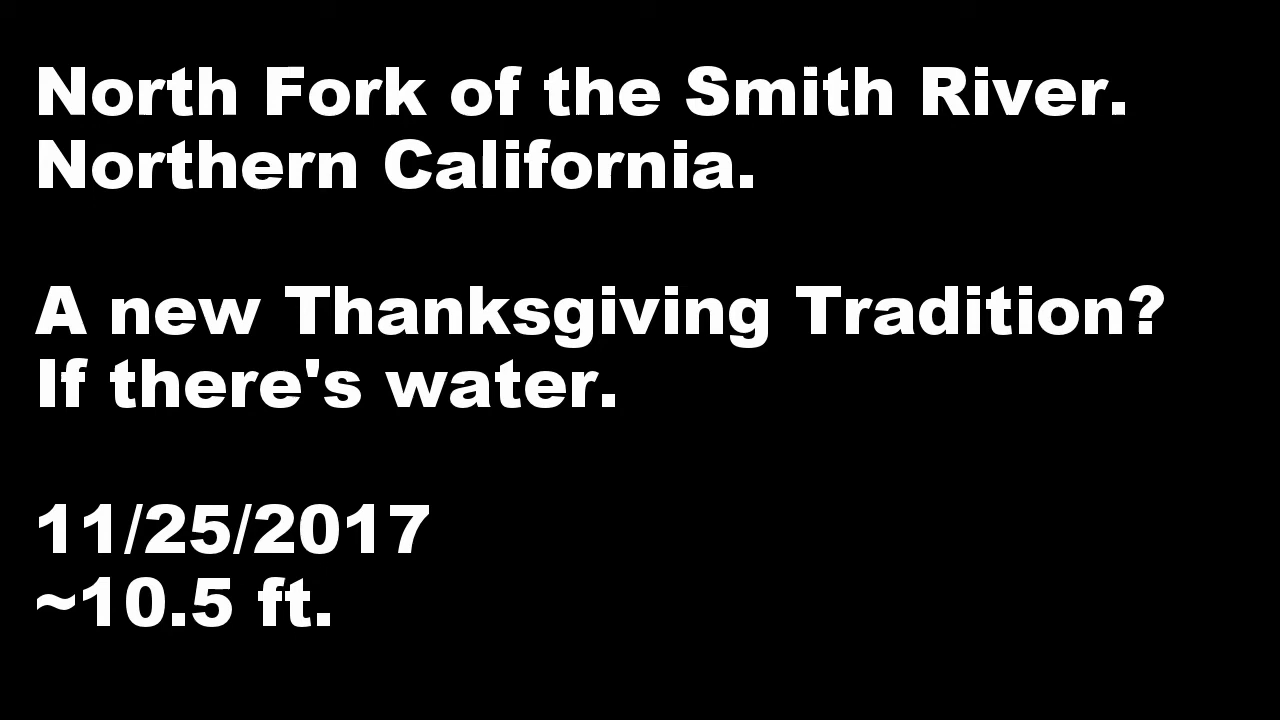 North Fork of the Smith River.
Northern California.
A new Thanksgiving Tradition?
If there's water.
11/25/2017
~10.5 ft.